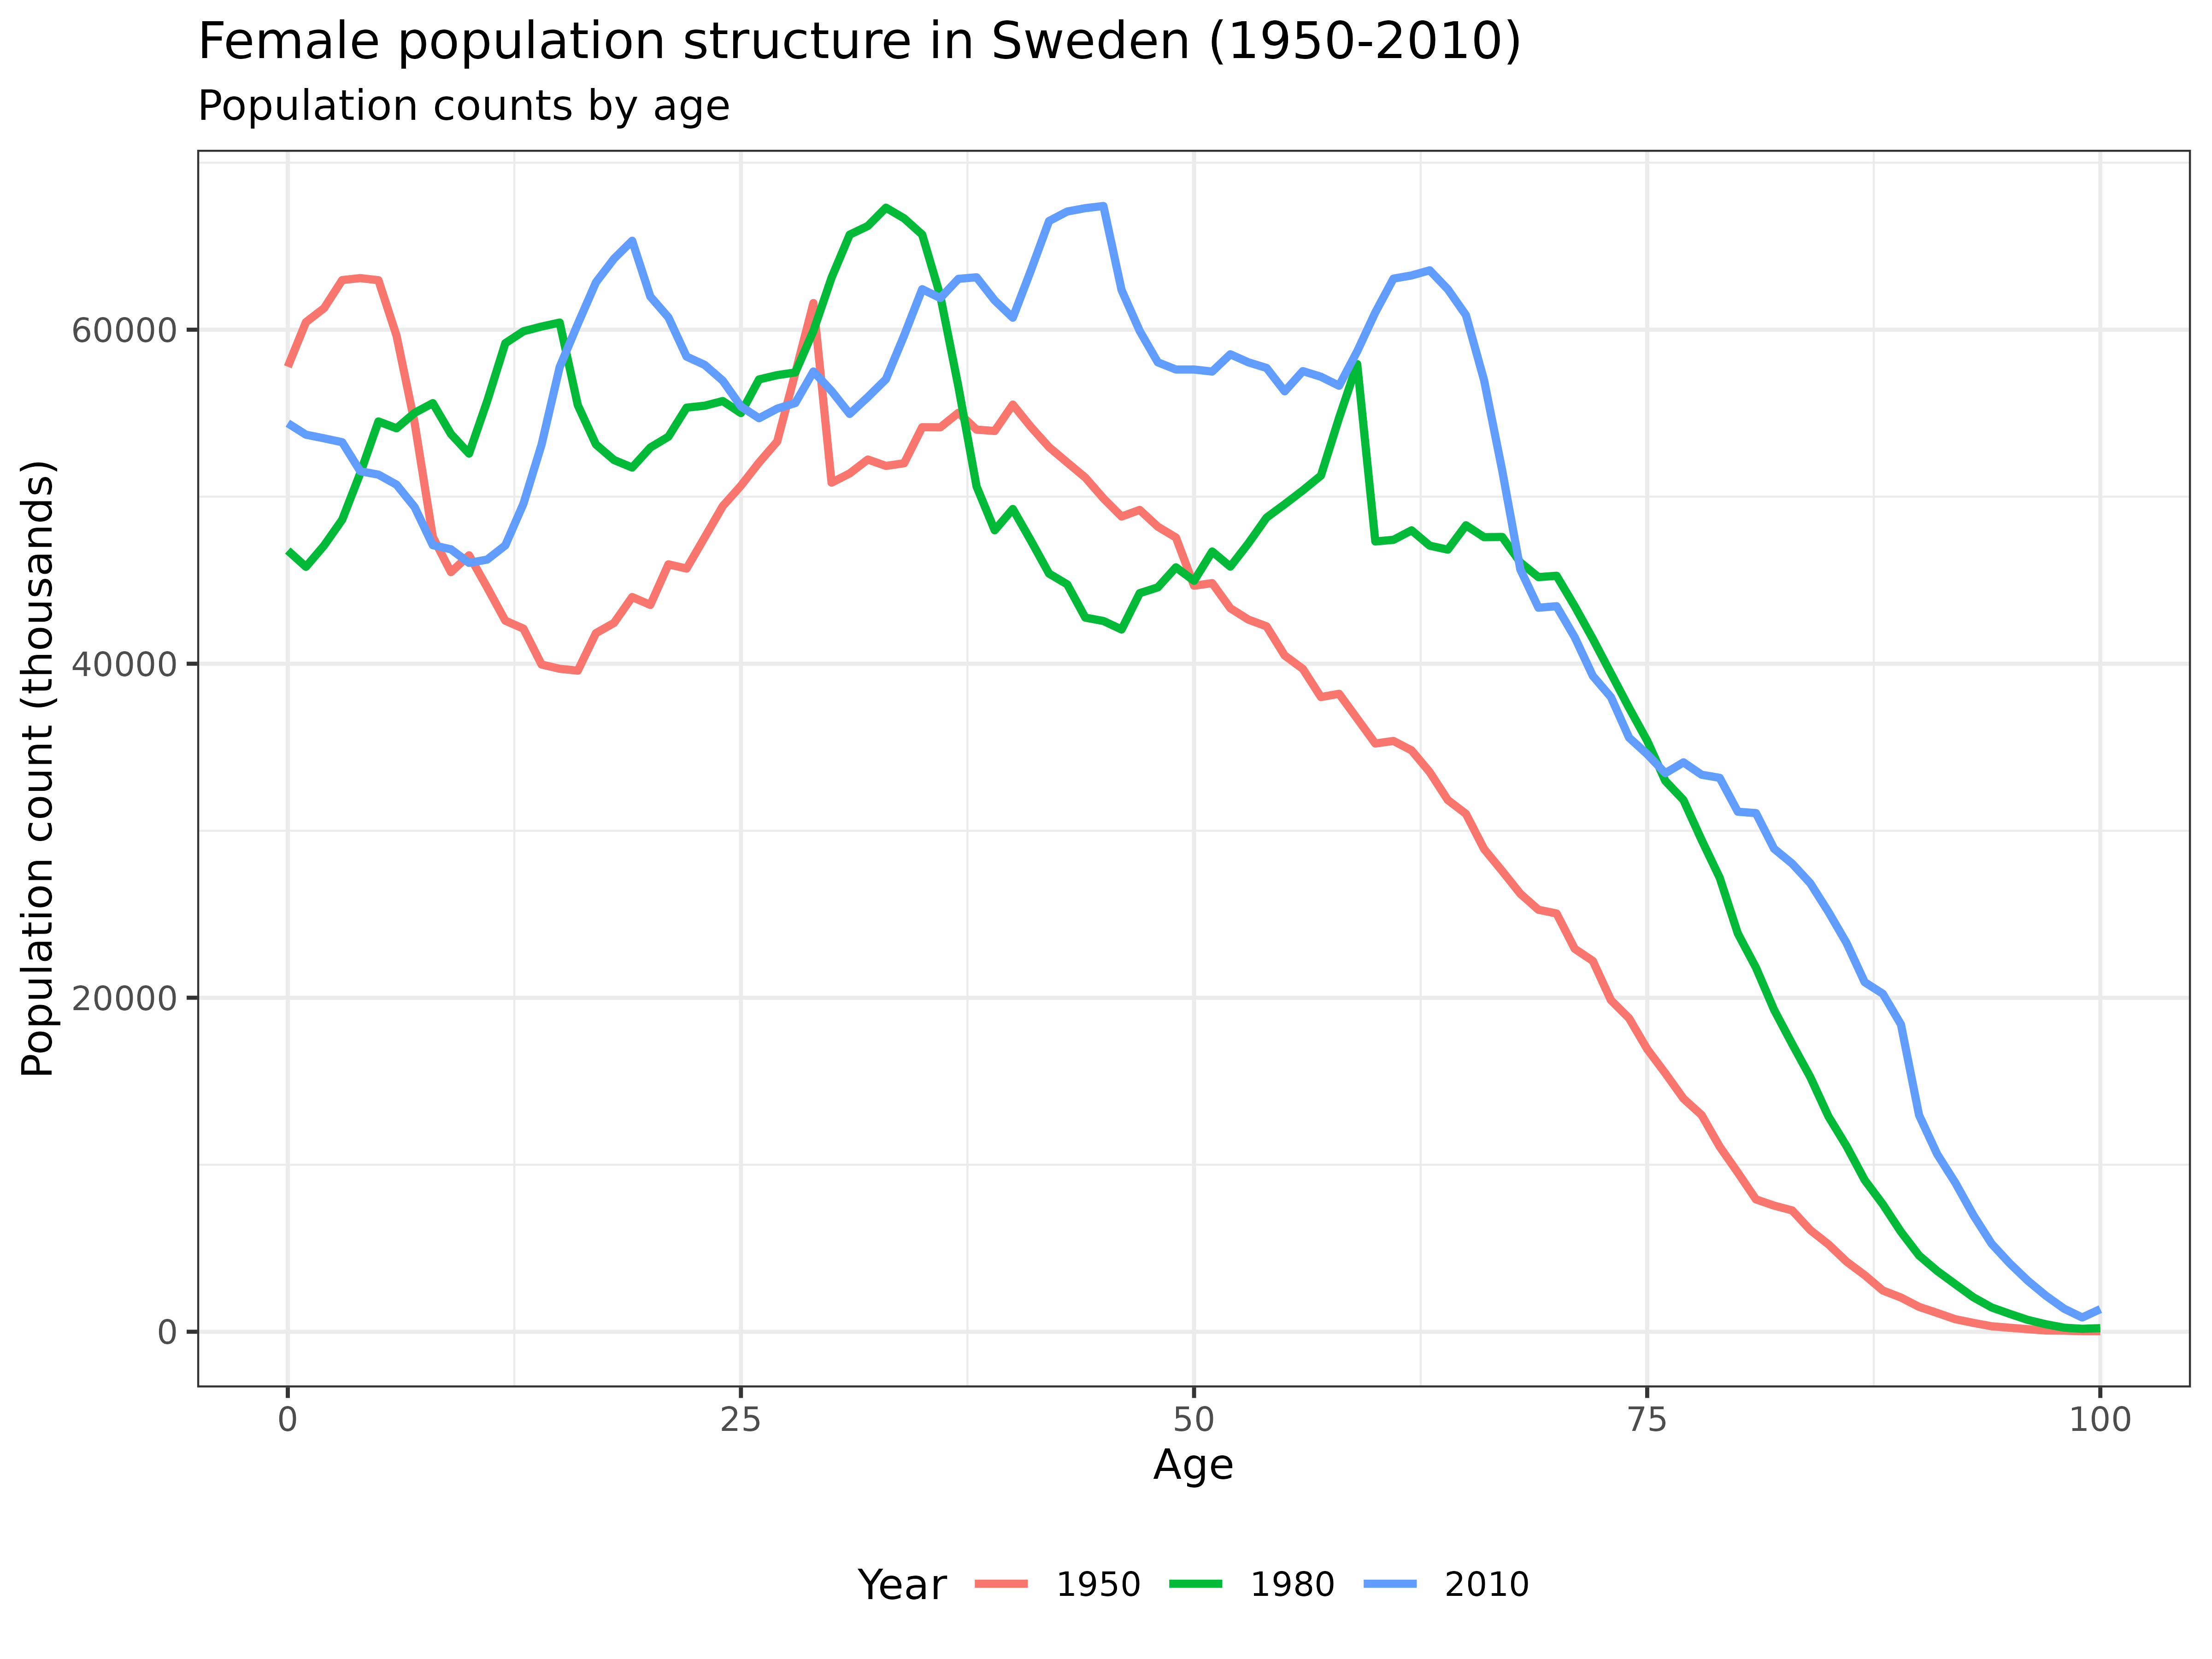 Female population structure in Sweden (1950-2010)
Population counts by age
Population count (thousands)
60000
40000
20000
0
0 25 50 75 100
Age
Year 1950 1980 2010